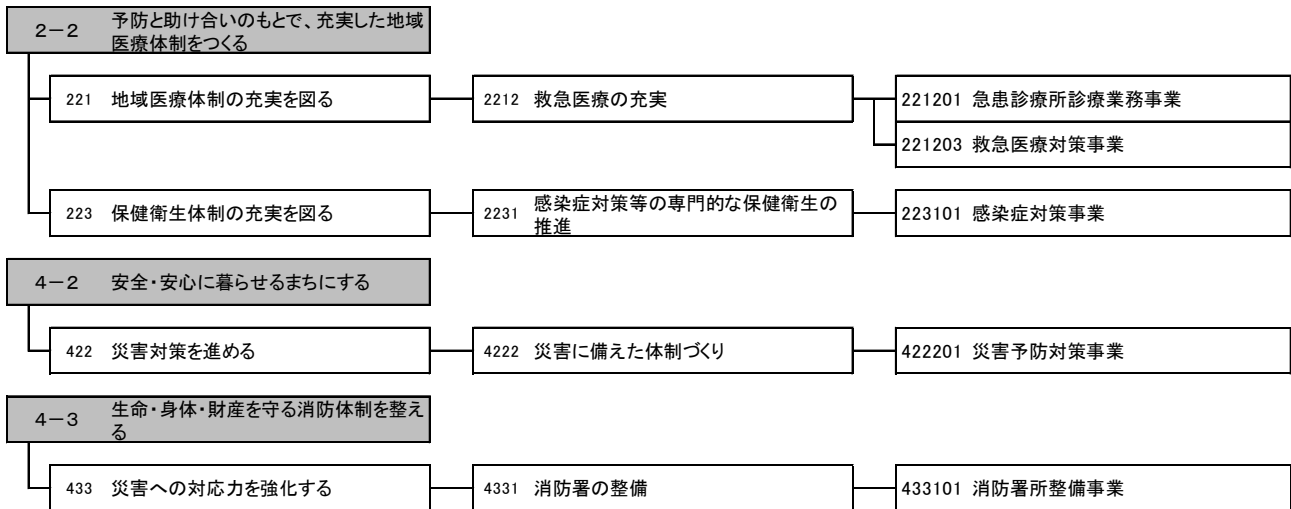 2－2 予防と助け合いのもとで、充実した地域
医療体制をつくる
221 地域医療体制の充実を図る
2212 救急医療の充実
221201 急患診療所診療業務事業
221203 救急医療対策事業
223 保健衛生体制の充実を図る
2231 感染症対策等の専門的な保健衛生の
推進
223101 感染症対策事業
4－2 安全・安心に暮らせるまちにする
422 災害対策を進める
4222 災害に備えた体制づくり
422201 災害予防対策事業
4－3 生命・身体・財産を守る消防体制を整え
る
433 災害への対応力を強化する
4331 消防署の整備
433101 消防署所整備事業